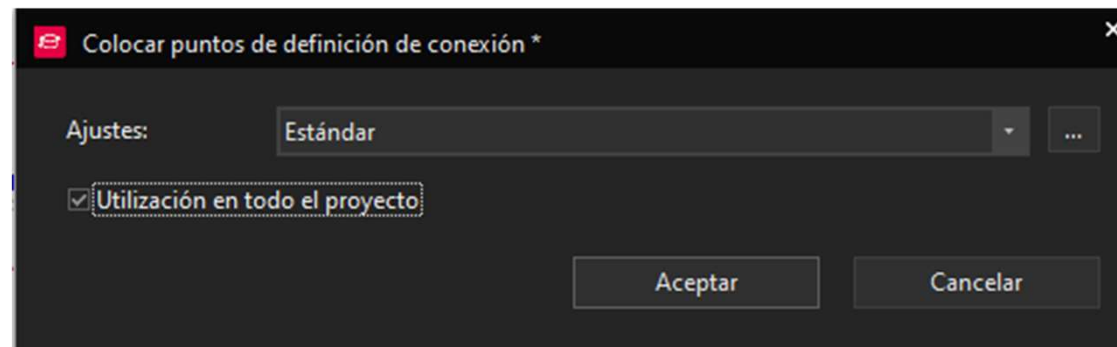 Colocar puntos de definición de conexión *
Ajustes:
Estándar
...
Utilización en todo el proyecto
Aceptar
Cancelar